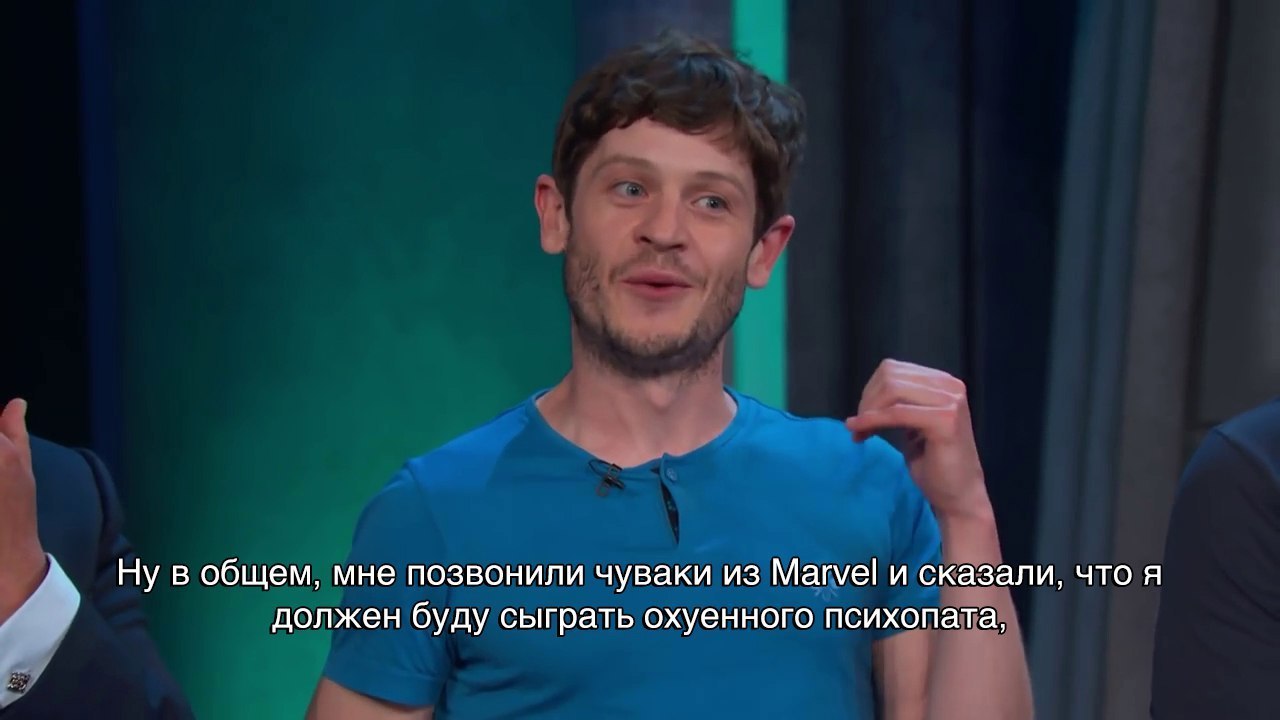 Ну в общем, мне позвонили чуваки из Marvel и сказали, что я
должен буду сыграть охуенного психопата,